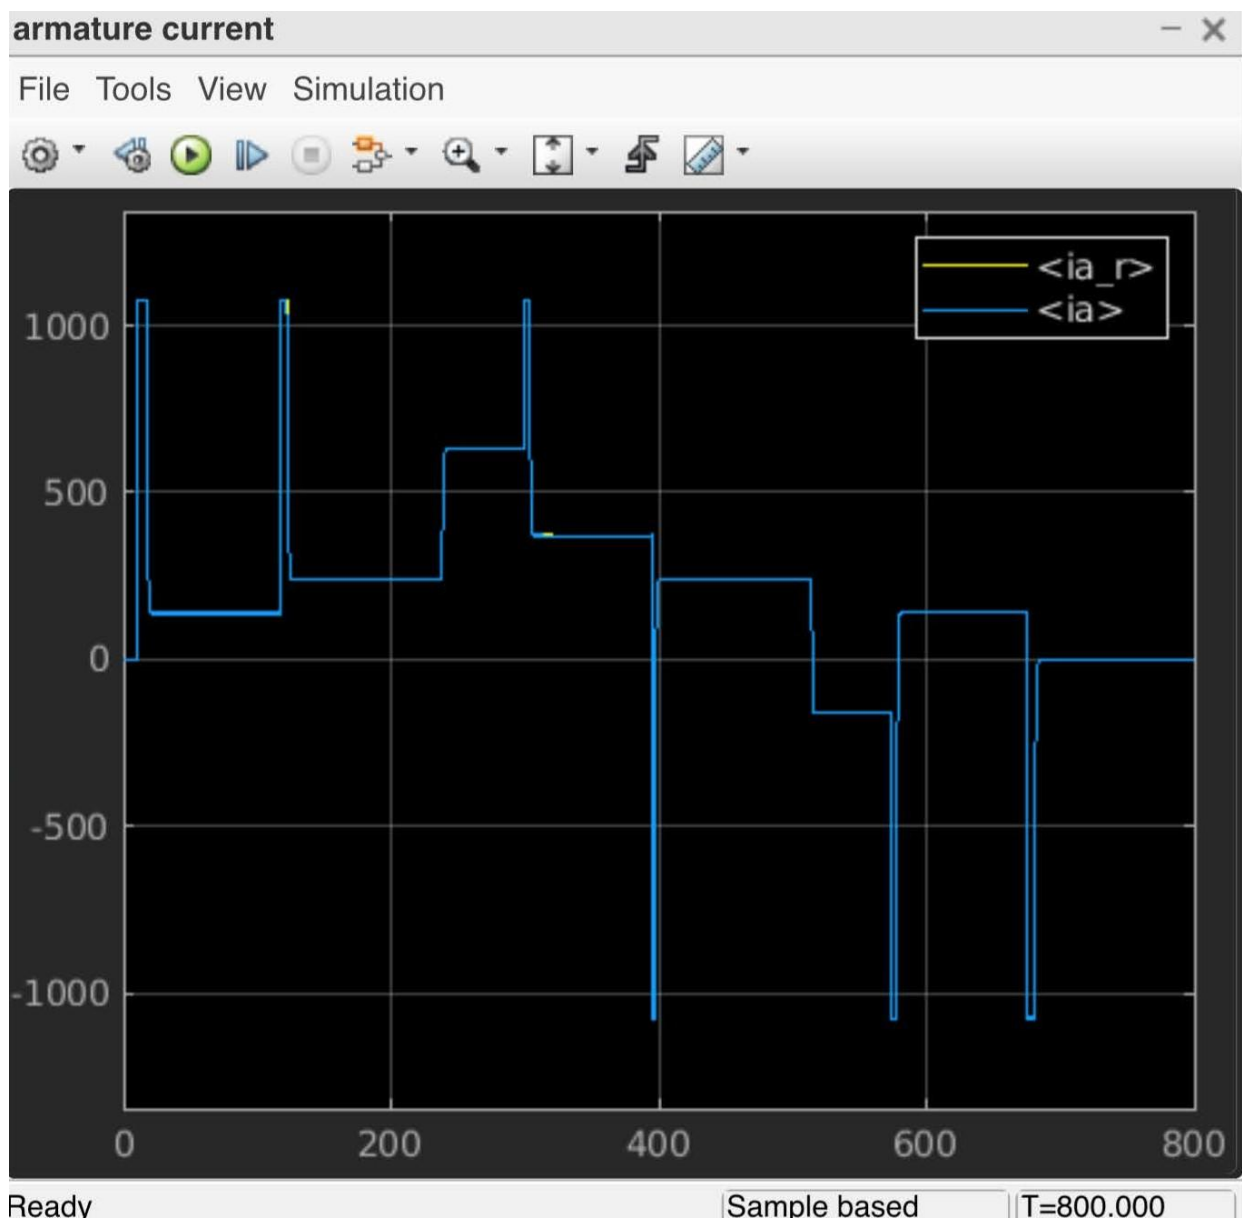 armature current
File Tools View Simulation
<ia_r>
<ia>
1000
500
0
-500
-1000
0 200 400 600 800
Ready Sample based T=800.000